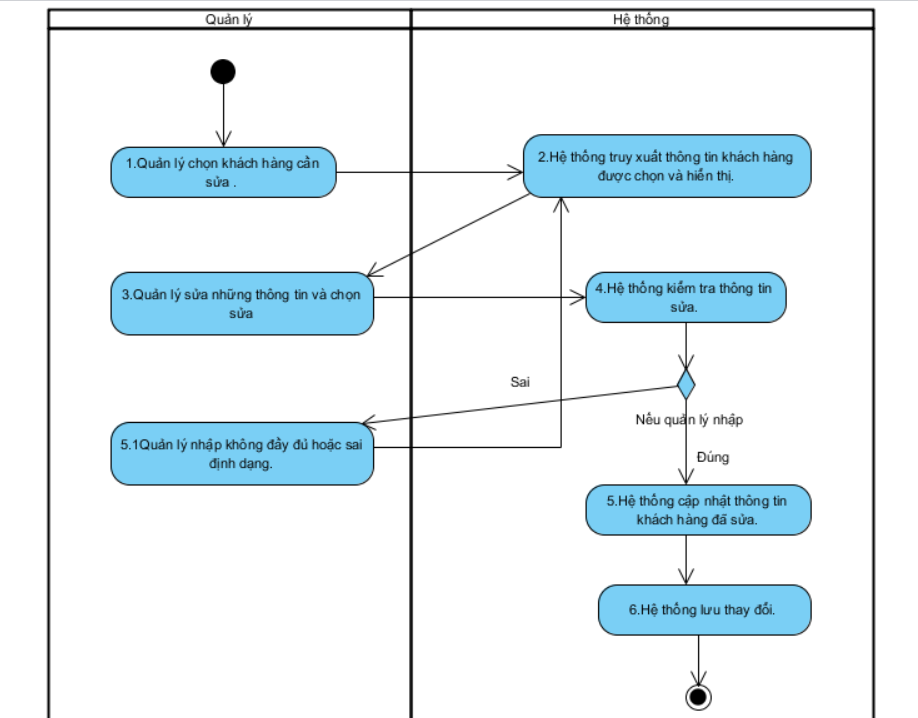 Quản lý
Hệ thống
1.Quản lý chọn khách hàng cần
sửa .
2.Hệ thống truy xuất thông tin khách hàng
được chọn và hiển thị.
3.Quản lý sửa những thông tin và chọn
sửa
4.Hệ thống kiểm tra thông tin
sửa.
Sai
Nếu quản lý nhập
5.1Quản lý nhập không đầy đủ hoặc sai
định dạng.
Đúng
5.Hệ thống cập nhật thông tin
khách hàng đã sửa.
6.Hệ thống lưu thay đổi.